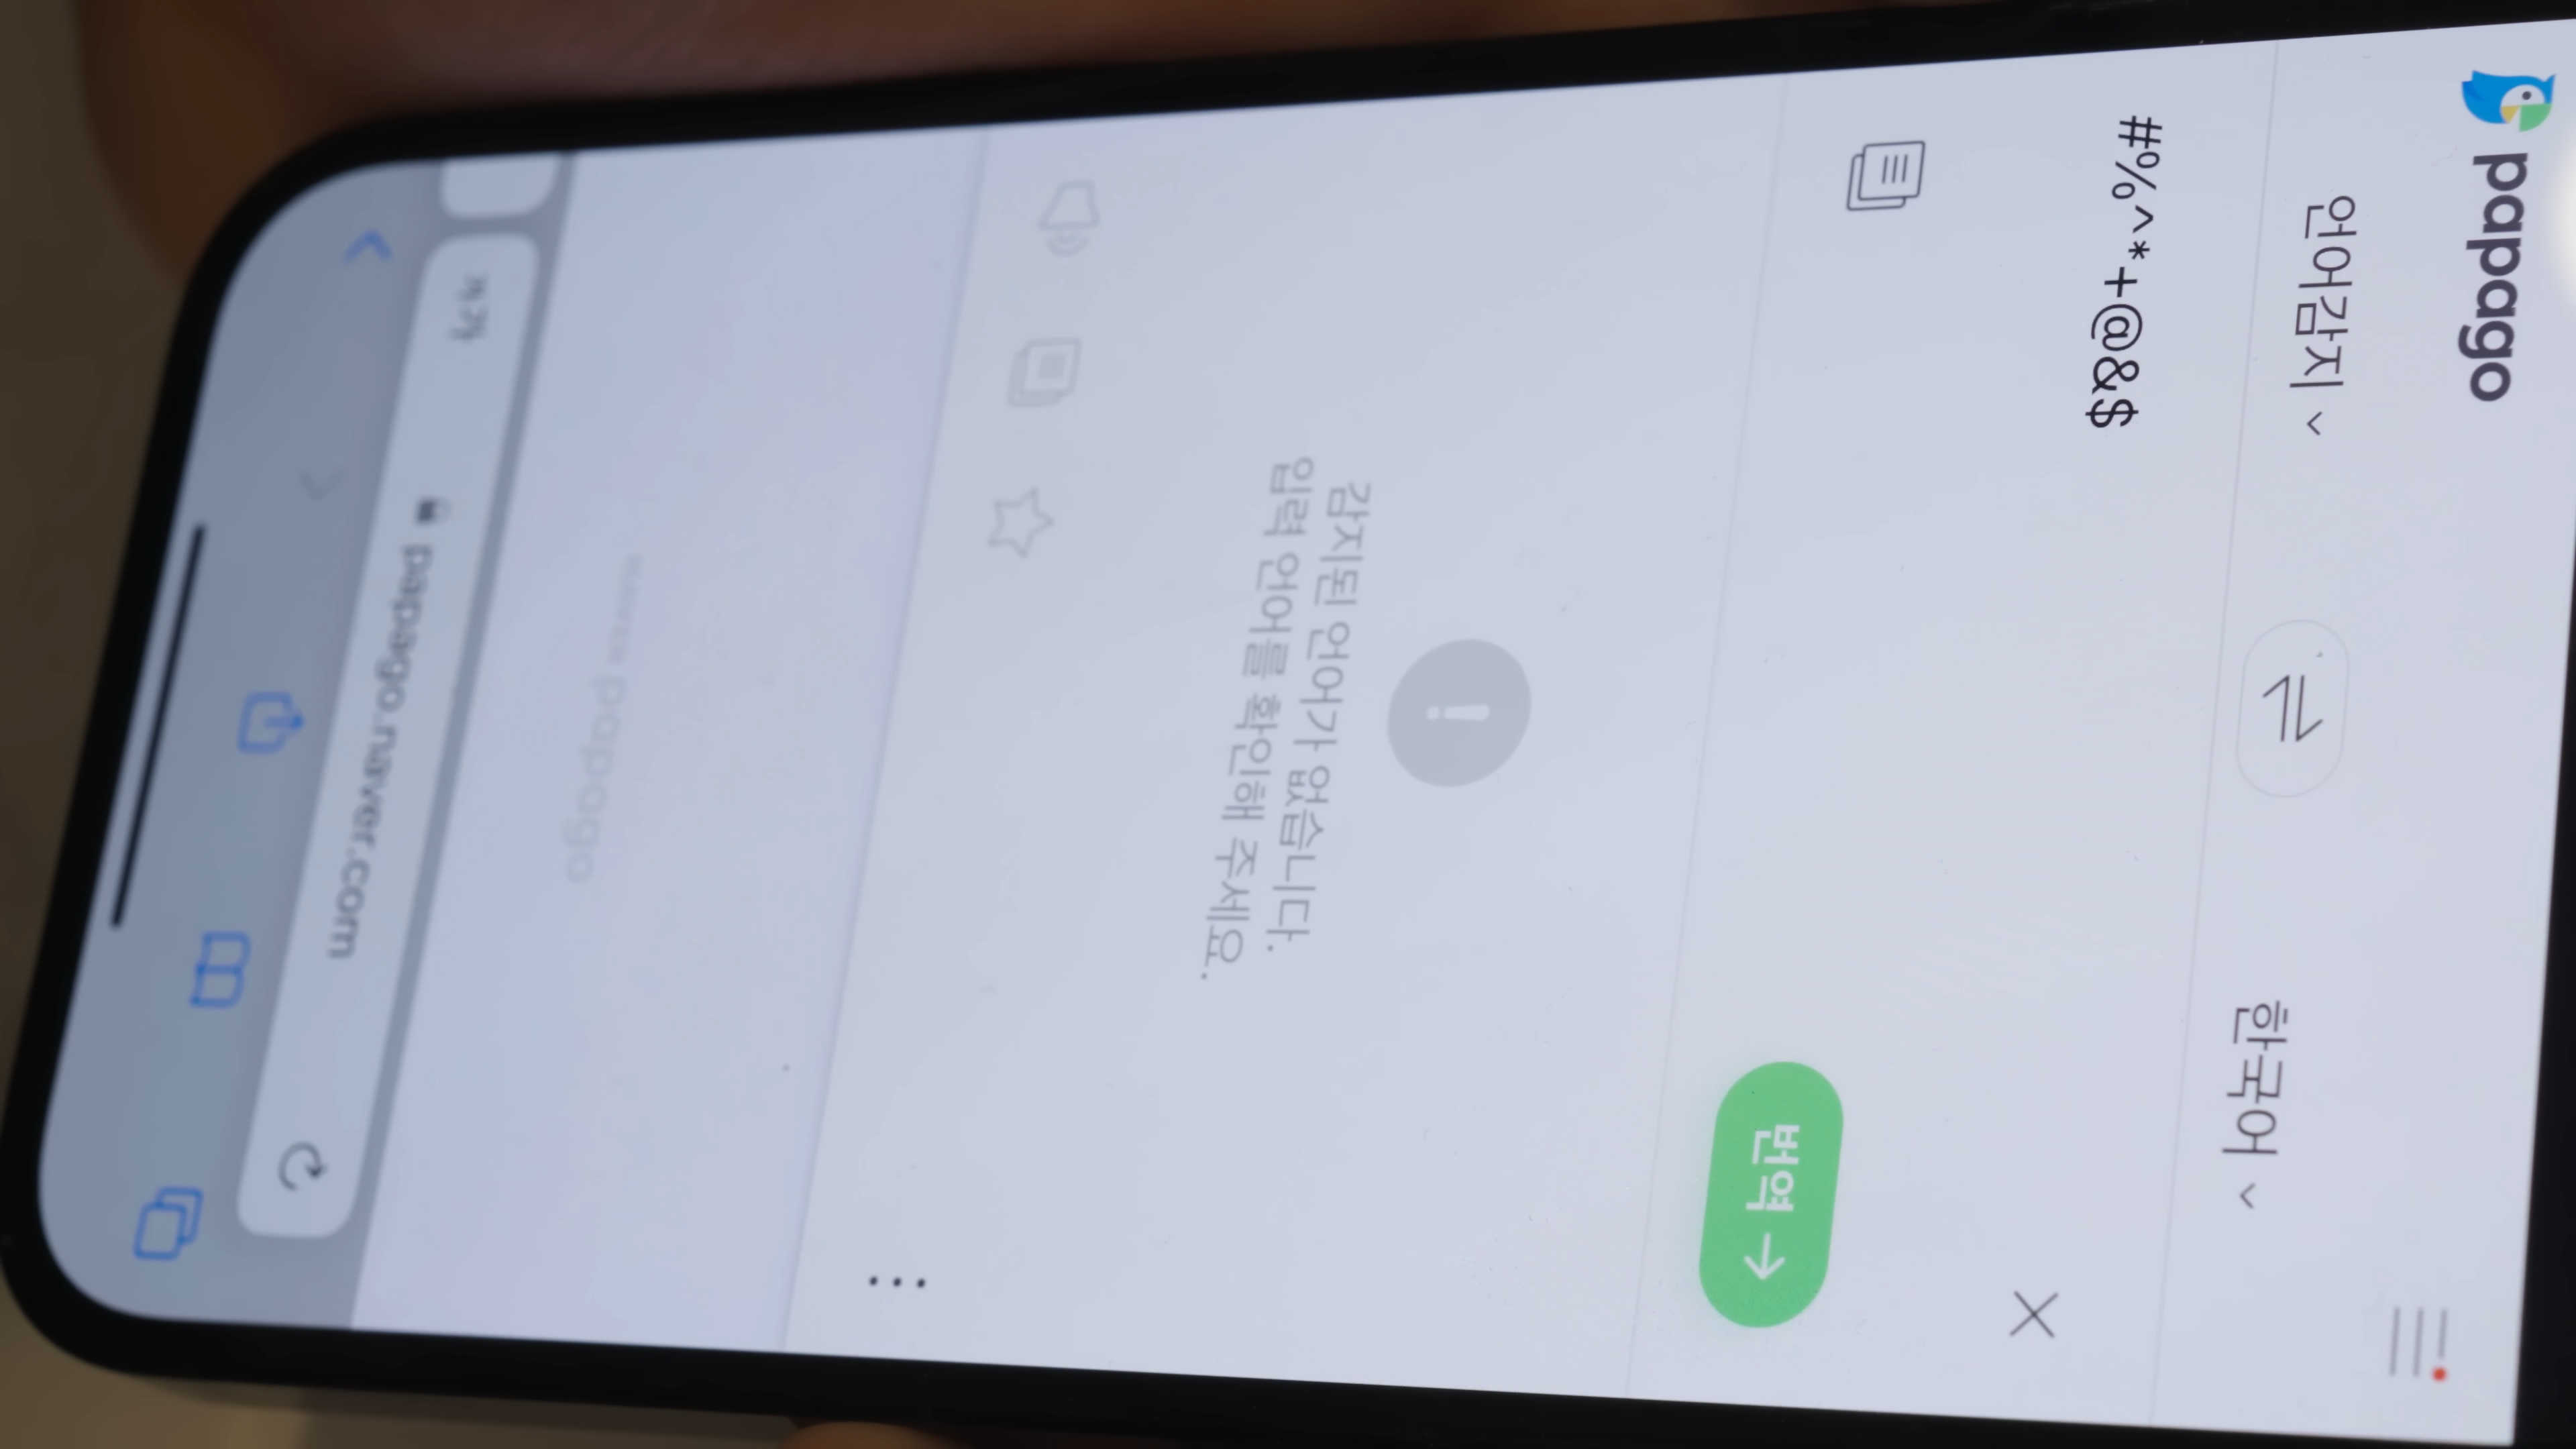 papago
언어감지
한국어
#%^*+@&$
번역
감지된 언어가 없습니다.
입력 언어를 확인해 주세요.
papago
papago.naver.com